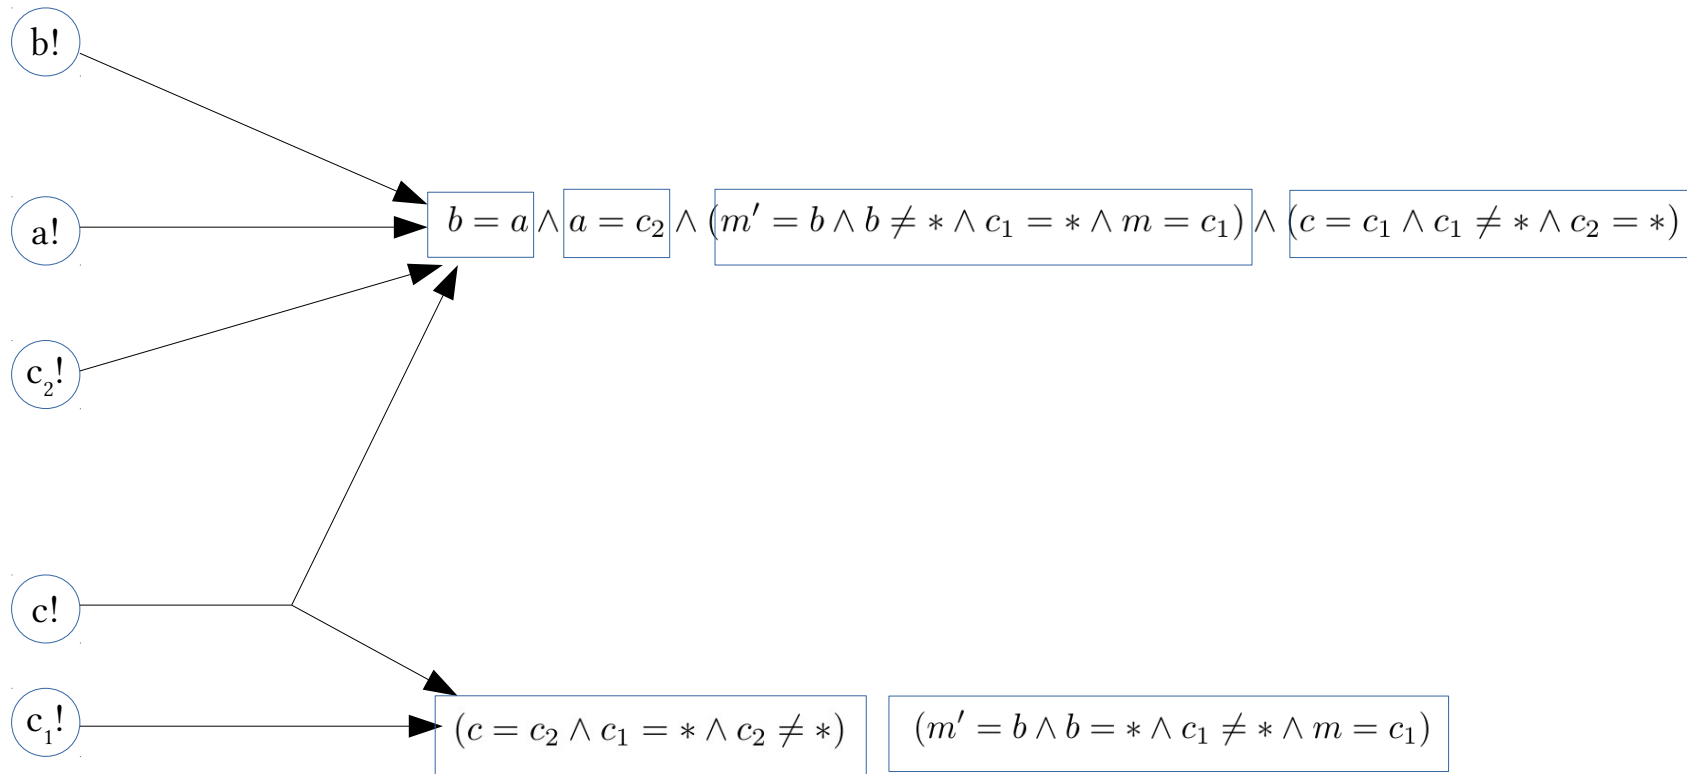 b!
a!
b = a ∧ a = c₂ ∧ (m′ = b ∧ b ≠ ∗ ∧ c₁ = ∗ ∧ m = c₁) ∧ (c = c₁ ∧ c₁ ≠ ∗ ∧ c₂ = ∗)
c₂!
c!
c₁!
(c = c₂ ∧ c₁ = ∗ ∧ c₂ ≠ ∗) (m′ = b ∧ b = ∗ ∧ c₁ ≠ ∗ ∧ m = c₁)